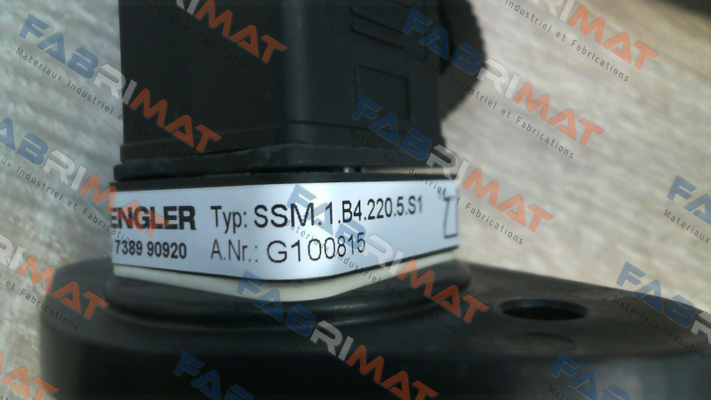 ENGLER Typ: SSM.1.B4.220.5.S1
7389 90920 A.Nr.: G100815
FABRIMAT
Materiaux Industriel et Fabrications